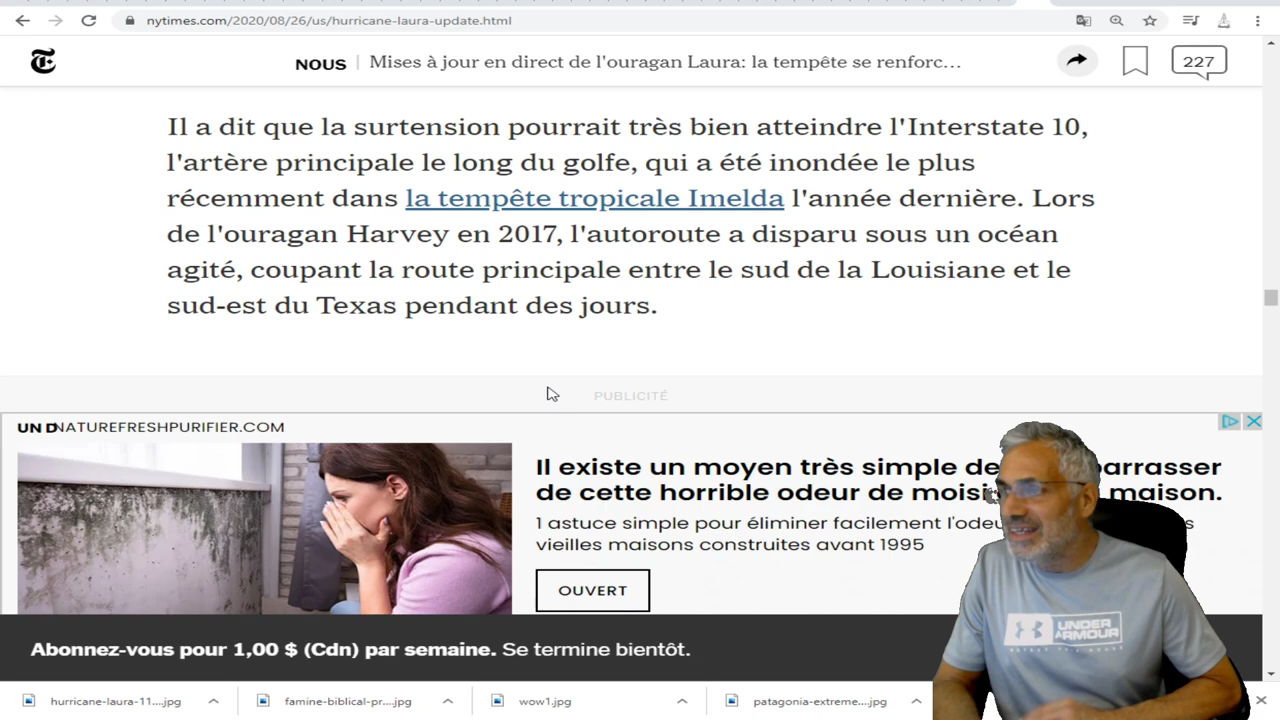 nytimes.com/2020/08/26/us/hurricane-laura-update.html
NOUS | Mises à jour en direct de l'ouragan Laura: la tempête se renforc...
227
Il a dit que la surtension pourrait très bien atteindre l'Interstate 10,
l'artère principale le long du golfe, qui a été inondée le plus
récemment dans la tempête tropicale Imelda l'année dernière. Lors
de l'ouragan Harvey en 2017, l'autoroute a disparu sous un océan
agité, coupant la route principale entre le sud de la Louisiane et le
sud-est du Texas pendant des jours.
PUBLICITÉ
UN D NATUREFRESHPURIFIER.COM
Il existe un moyen très simple de barrasser
de cette horrible odeur de moisi maison.
1 astuce simple pour éliminer facilement l'odeu s
vieilles maisons construites avant 1995
OUVERT
UNDER
ARMOUR
Abonnez-vous pour 1,00 $ (Cdn) par semaine. Se termine bientôt.
hurricane-laura-11....jpg
famine-biblical-pr....jpg
wow1.jpg
patagonia-extreme....jpg